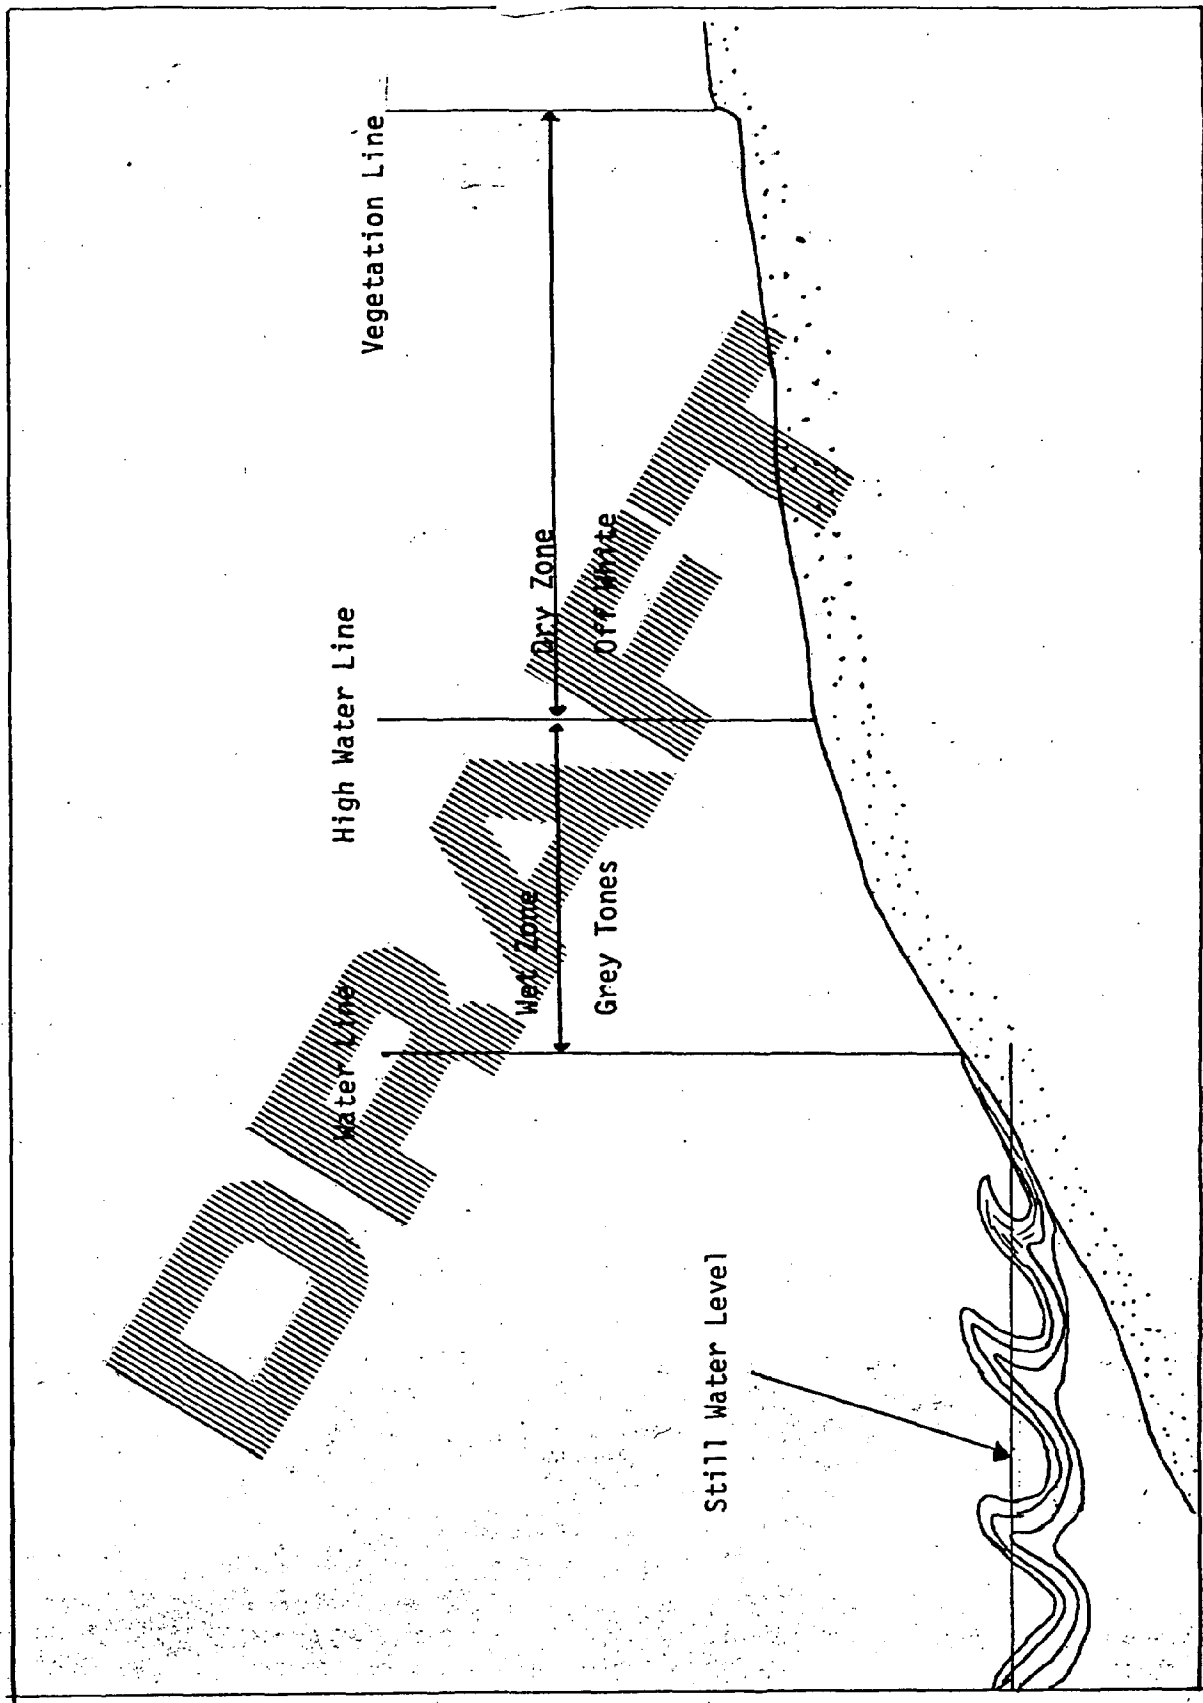 Water Line
High Water Line
Vegetation Line
Wet Zone
Grey Tones
Dry Zone
Off White
Still Water Level
DRAFT